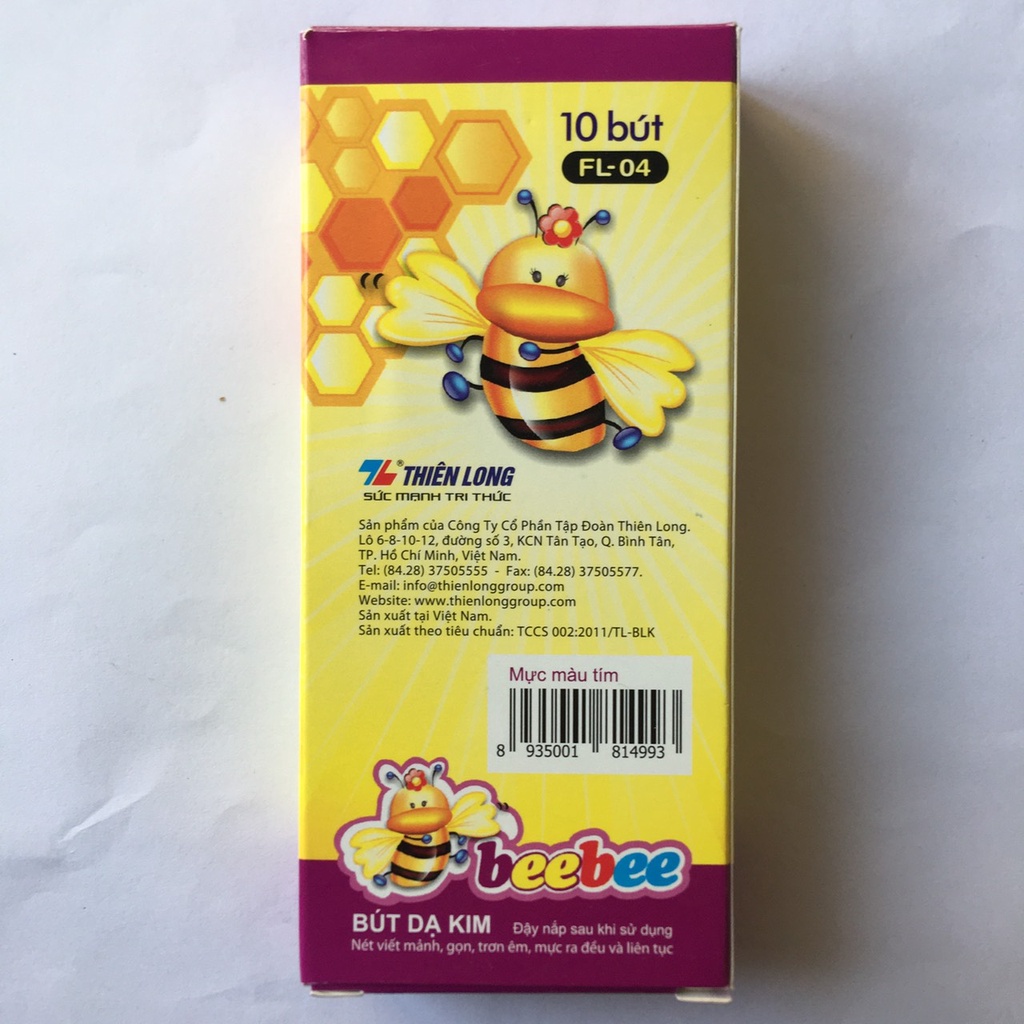 10 bút
FL-04
TL® THIÊN LONG
SỨC MẠNH TRI THỨC
Sản phẩm của Công Ty Cổ Phần Tập Đoàn Thiên Long.
Lô 6-8-10-12, đường số 3, KCN Tân Tạo, Q. Bình Tân,
TP. Hồ Chí Minh, Việt Nam.
Tel: (84.28) 37505555 - Fax: (84.28) 37505577.
E-mail: info@thienlonggroup.com
Website: www.thienlonggroup.com
Sản xuất tại Việt Nam.
Sản xuất theo tiêu chuẩn: TCCS 002:2011/TL-BLK
Mực màu tím
8 935001 814993
beebee
BÚT DẠ KIM Đậy nắp sau khi sử dụng
Nét viết mảnh, gọn, trơn êm, mực ra đều và liên tục